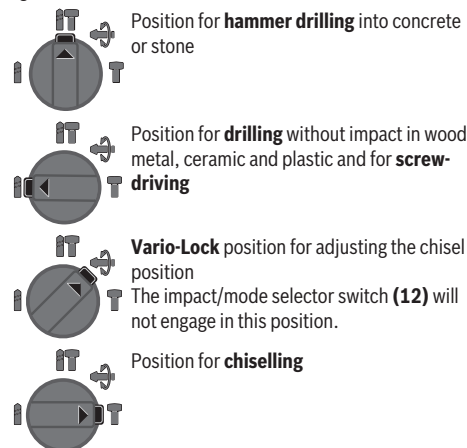 Position for hammer drilling into concrete
or stone
Position for drilling without impact in wood
metal, ceramic and plastic and for screw-
driving
Vario-Lock position for adjusting the chisel
position
The impact/mode selector switch (12) will
not engage in this position.
Position for chiselling